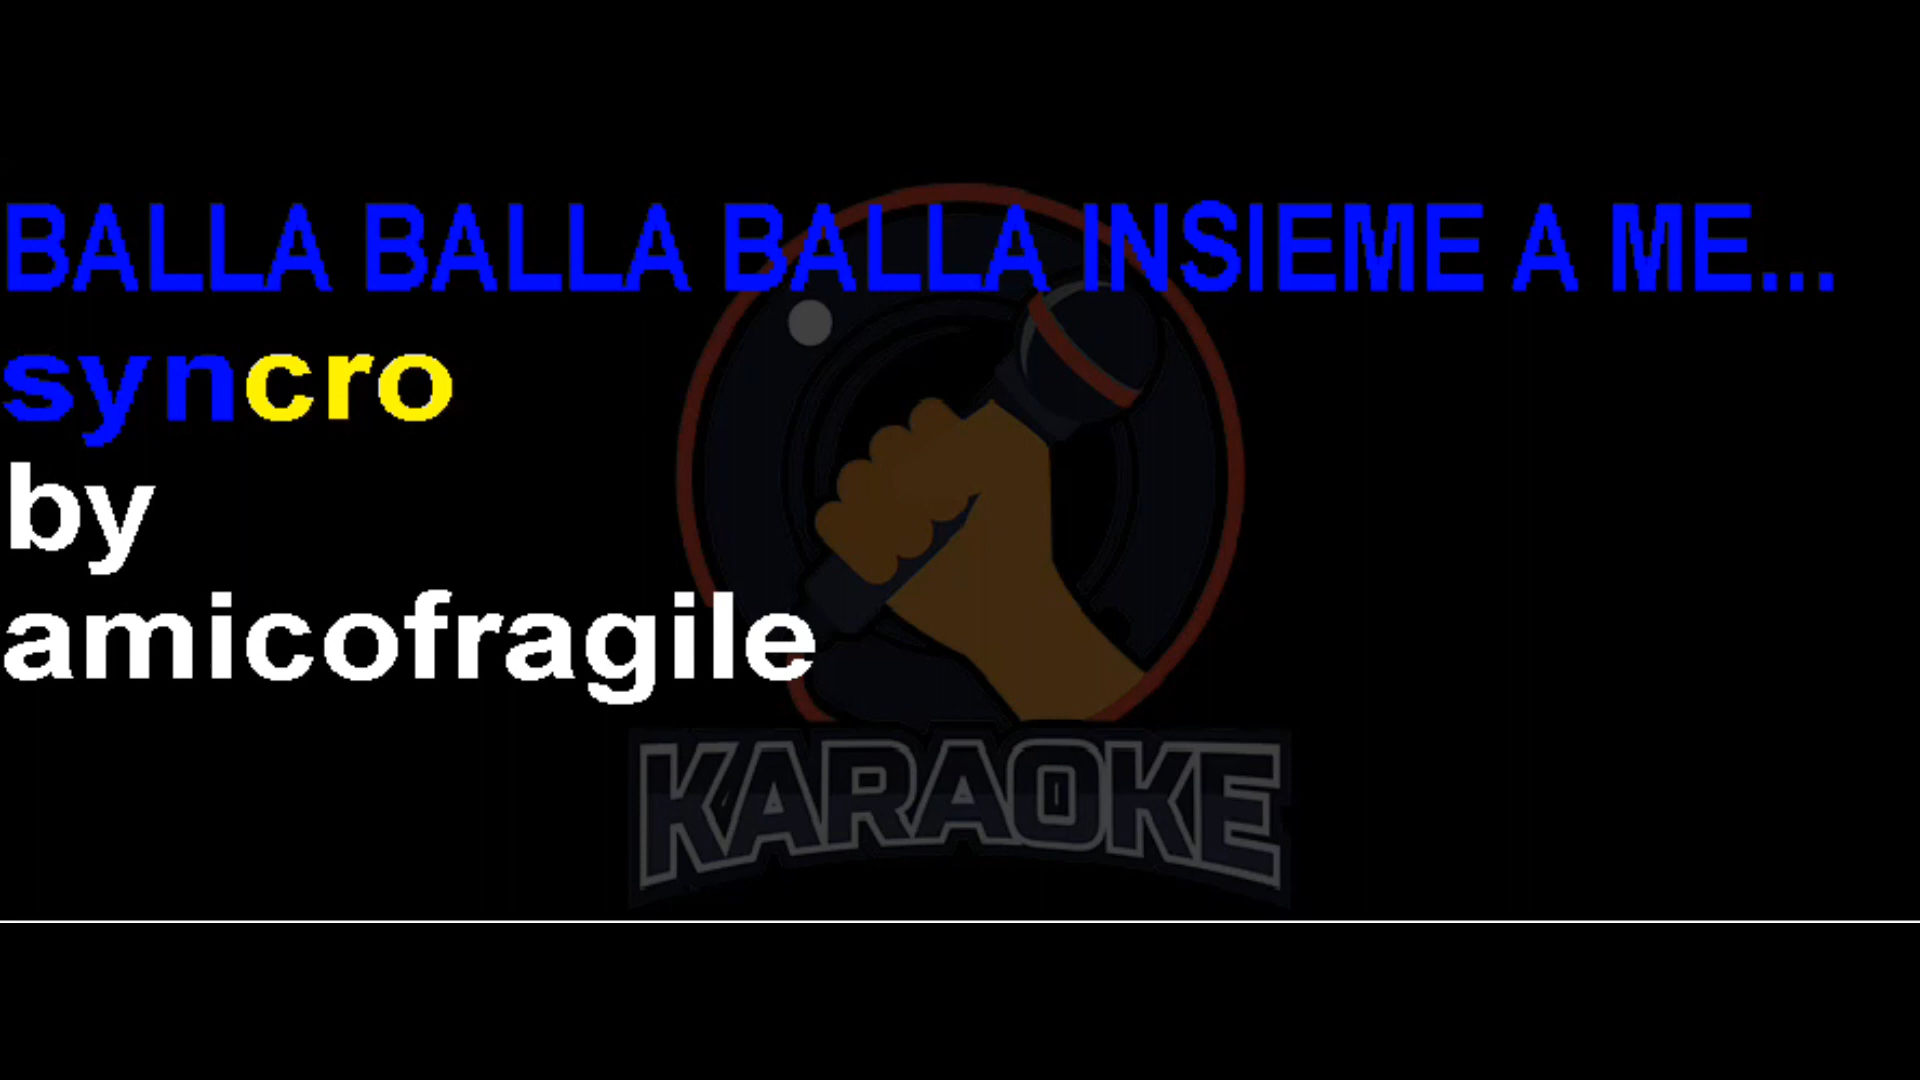 BALLA BALLA BALLA INSIEME A ME...
syncro
by
amicofragile
KARAOKE